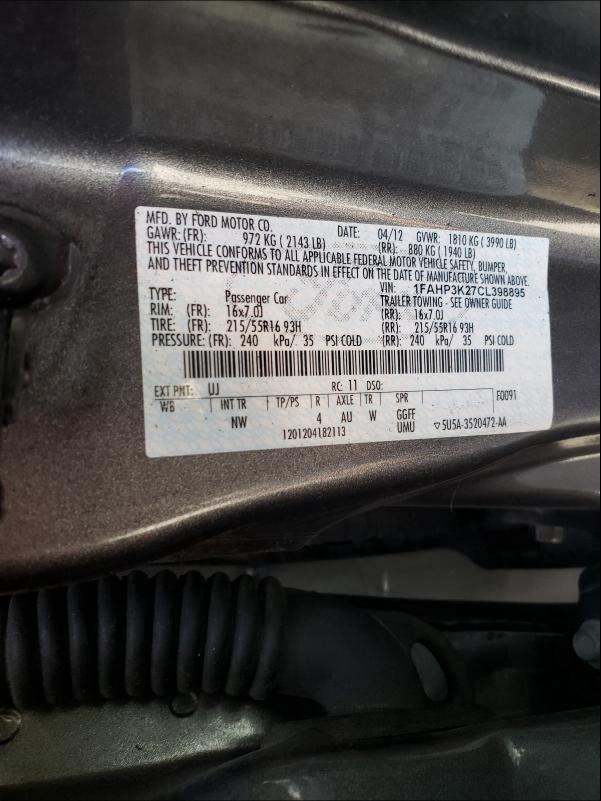 MFD. BY FORD MOTOR CO. DATE: 04/12 GVWR: 1810 KG ( 3990 LB)
GAWR: (FR): 972 KG ( 2143 LB) (RR): 880 KG ( 1940 LB)
THIS VEHICLE CONFORMS TO ALL APPLICABLE FEDERAL MOTOR VEHICLE SAFETY, BUMPER,
AND THEFT PREVENTION STANDARDS IN EFFECT ON THE DATE OF MANUFACTURE SHOWN ABOVE.
VIN: 1FAHP3K27CL398895
TYPE: Passenger Car TRAILER TOWING - SEE OWNER GUIDE
RIM: (FR): 16x7.0J (RR): 16x7.0J
TIRE: (FR): 215/55R16 93H (RR): 215/55R16 93H
PRESSURE: (FR): 240 kPa/ 35 PSI COLD (RR): 240 kPa/ 35 PSI COLD
EXT PNT: UJ RC: 11 DSO: F0091
WB INT TR TP/PS R AXLE TR SPR
NW 4 AU W GGFF
1201204182113 UMU ▽5U5A-3520472-AA